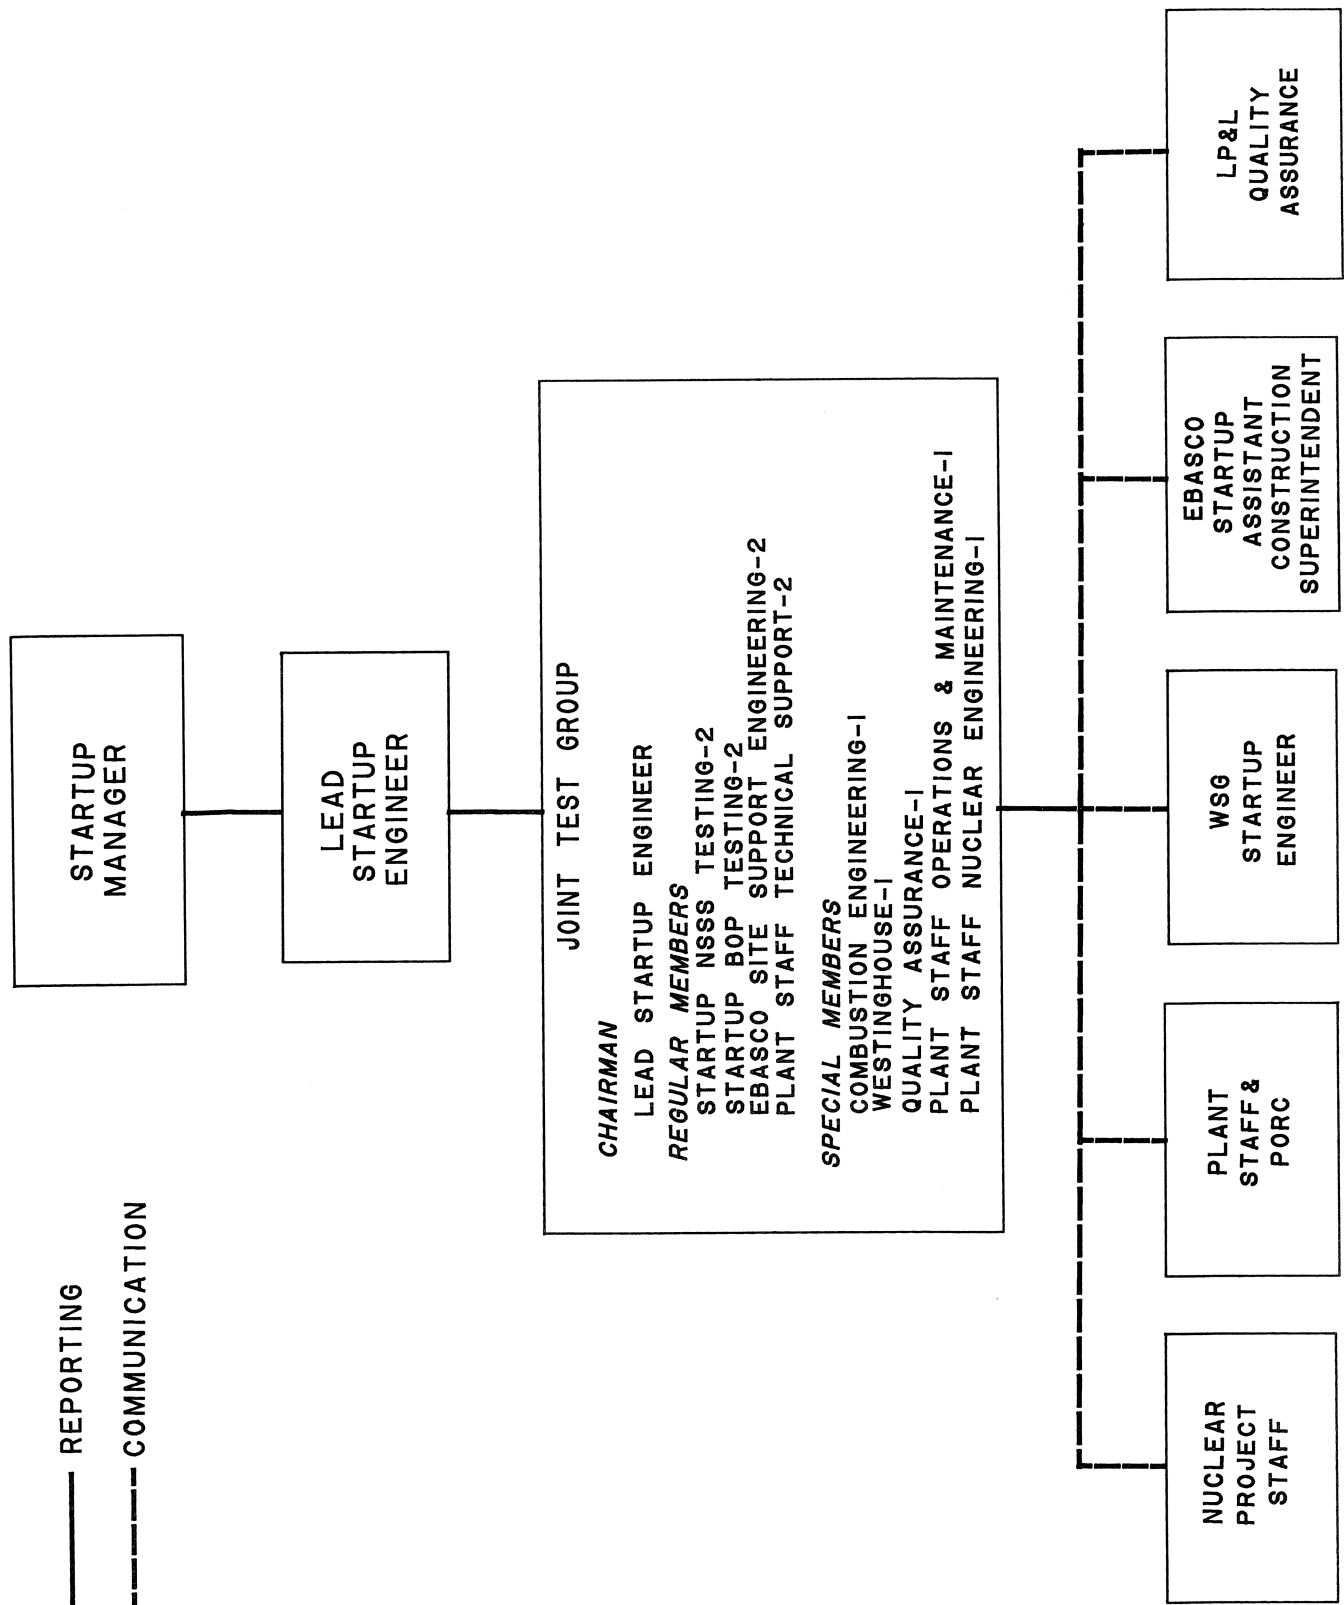 REPORTING
COMMUNICATION
STARTUP
MANAGER
LEAD
STARTUP
ENGINEER
JOINT TEST GROUP
CHAIRMAN
LEAD STARTUP ENGINEER
REGULAR MEMBERS
STARTUP NSSS TESTING-2
STARTUP BOP TESTING-2
EBASCO SITE SUPPORT ENGINEERING-2
PLANT STAFF TECHNICAL SUPPORT-2
SPECIAL MEMBERS
COMBUSTION ENGINEERING-1
WESTINGHOUSE-1
QUALITY ASSURANCE-1
PLANT STAFF OPERATIONS & MAINTENANCE-1
PLANT STAFF NUCLEAR ENGINEERING-1
NUCLEAR
PROJECT
STAFF
PLANT
STAFF &
PORC
WSG
STARTUP
ENGINEER
EBASCO
STARTUP
ASSISTANT
CONSTRUCTION
SUPERINTENDENT
LP&L
QUALITY
ASSURANCE